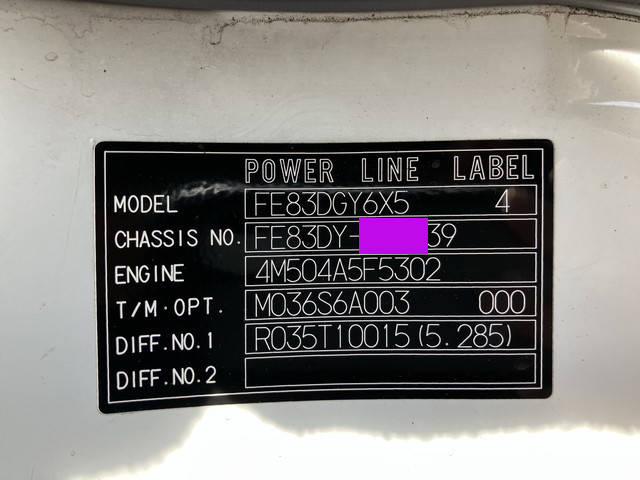 POWER LINE LABEL
MODEL FE83DGY6X5 4
CHASSIS NO. FE83DY- 39
ENGINE 4M504A5F5302
T/M·OPT. M036S6A003 000
DIFF.NO.1 R035T10015(5.285)
DIFF.NO.2